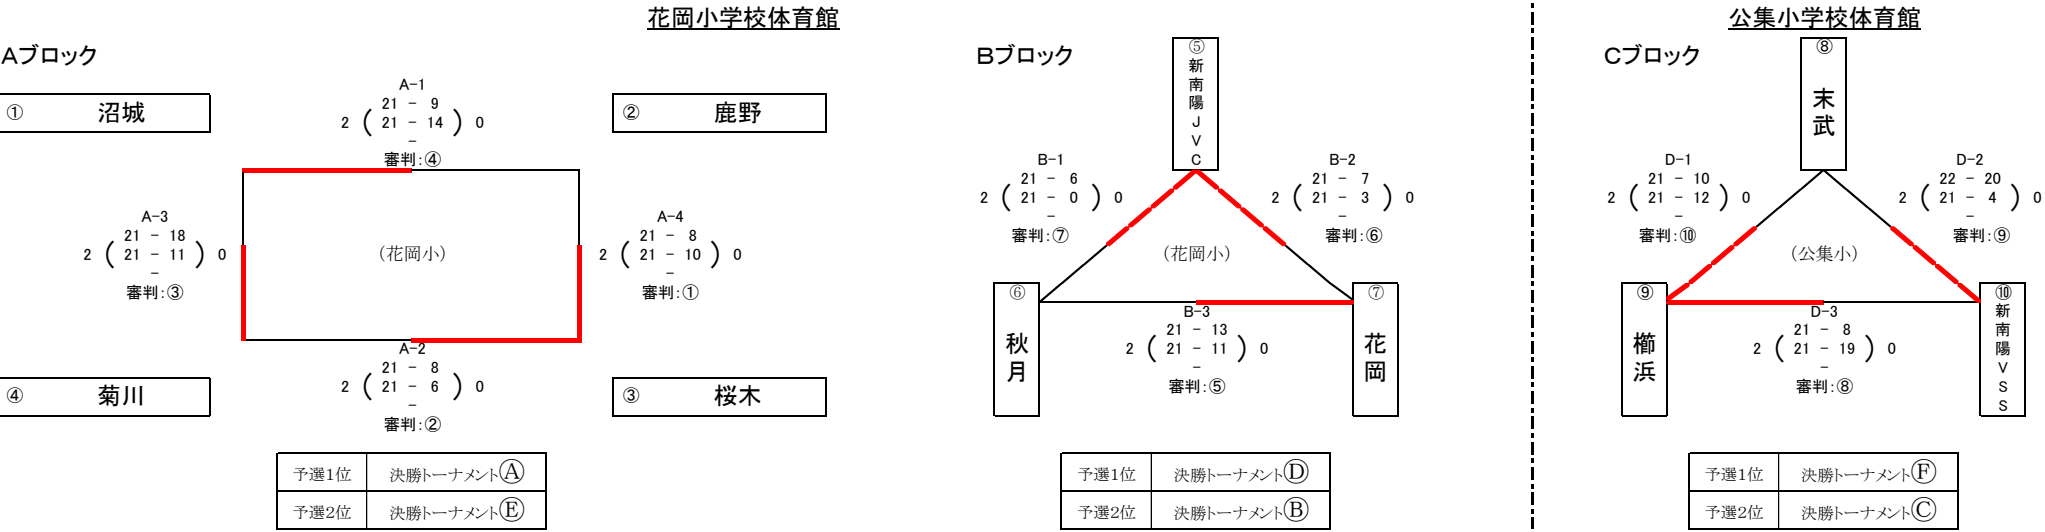 花岡小学校体育館
Aブロック
A-1
① 沼城
2 ( 21 - 9
21 - 14 ) 0
-
審判:④
② 鹿野
A-3
2 ( 21 - 18
21 - 11 ) 0
-
審判:③
(花岡小)
A-4
2 ( 21 - 8
21 - 10 ) 0
-
審判:①
A-2
2 ( 21 - 8
21 - 6 ) 0
-
審判:②
④ 菊川
③ 桜木
予選1位 決勝トーナメントⒶ
予選2位 決勝トーナメントⒺ
Bブロック
⑤新南陽JVC
B-1
2 ( 21 - 6
21 - 0 ) 0
-
審判:⑦
B-2
2 ( 21 - 7
21 - 3 ) 0
-
審判:⑥
(花岡小)
⑥秋月
B-3
2 ( 21 - 13
21 - 11 ) 0
-
審判:⑤
⑦花岡
予選1位 決勝トーナメントⒹ
予選2位 決勝トーナメントⒷ
公集小学校体育館
Cブロック
⑧末武
D-1
2 ( 21 - 10
21 - 12 ) 0
-
審判:⑩
D-2
2 ( 22 - 20
21 - 4 ) 0
-
審判:⑨
(公集小)
⑨櫛浜
D-3
2 ( 21 - 8
21 - 19 ) 0
-
審判:⑧
⑩新南陽VSS
予選1位 決勝トーナメントⒻ
予選2位 決勝トーナメントⒸ